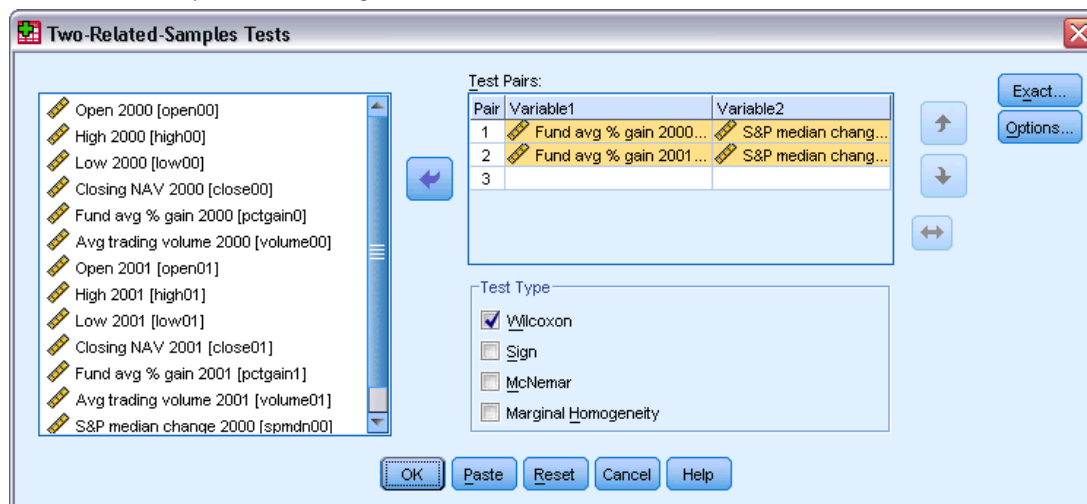 Two-Related-Samples Tests
Open 2000 [open00]
High 2000 [high00]
Low 2000 [low00]
Closing NAV 2000 [close00]
Fund avg % gain 2000 [pctgain0]
Avg trading volume 2000 [volume00]
Open 2001 [open01]
High 2001 [high01]
Low 2001 [low01]
Closing NAV 2001 [close01]
Fund avg % gain 2001 [pctgain1]
Avg trading volume 2001 [volume01]
S&P median change 2000 [spmdn00]
Test Pairs:
Pair Variable1 Variable2
1 Fund avg % gain 2000... S&P median chang...
2 Fund avg % gain 2001... S&P median chang...
3
Test Type
Wilcoxon
Sign
McNemar
Marginal Homogeneity
Exact...
Options...
OK Paste Reset Cancel Help